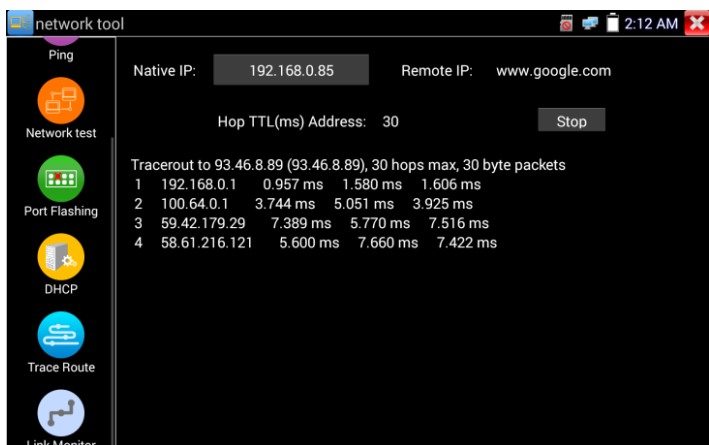 network tool
2:12 AM
Ping
Network test
Port Flashing
DHCP
Trace Route
Link Monitor
Native IP: 192.168.0.85 Remote IP: www.google.com
Hop TTL(ms) Address: 30 Stop
Tracerout to 93.46.8.89 (93.46.8.89), 30 hops max, 30 byte packets
1 192.168.0.1 0.957 ms 1.580 ms 1.606 ms
2 100.64.0.1 3.744 ms 5.051 ms 3.925 ms
3 59.42.179.29 7.389 ms 5.770 ms 7.516 ms
4 58.61.216.121 5.600 ms 7.660 ms 7.422 ms